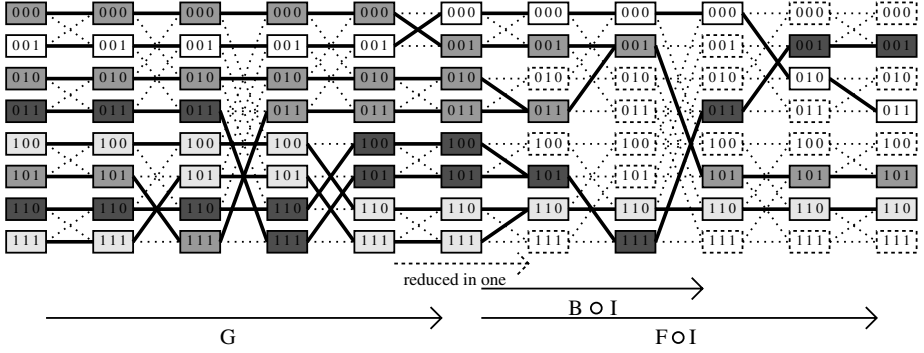 000 000 000 000 000 000 000 000 000 000 000
001 001 001 001 001 001 001 001 001 001 001
010 010 010 010 010 010 010 010 010 010 010
011 011 011 011 011 011 011 011 011 011 011
100 100 100 100 100 100 100 100 100 100 100
101 101 101 101 101 101 101 101 101 101 101
110 110 110 110 110 110 110 110 110 110 110
111 111 111 111 111 111 111 111 111 111 111
reduced in one
B o I
G F o I